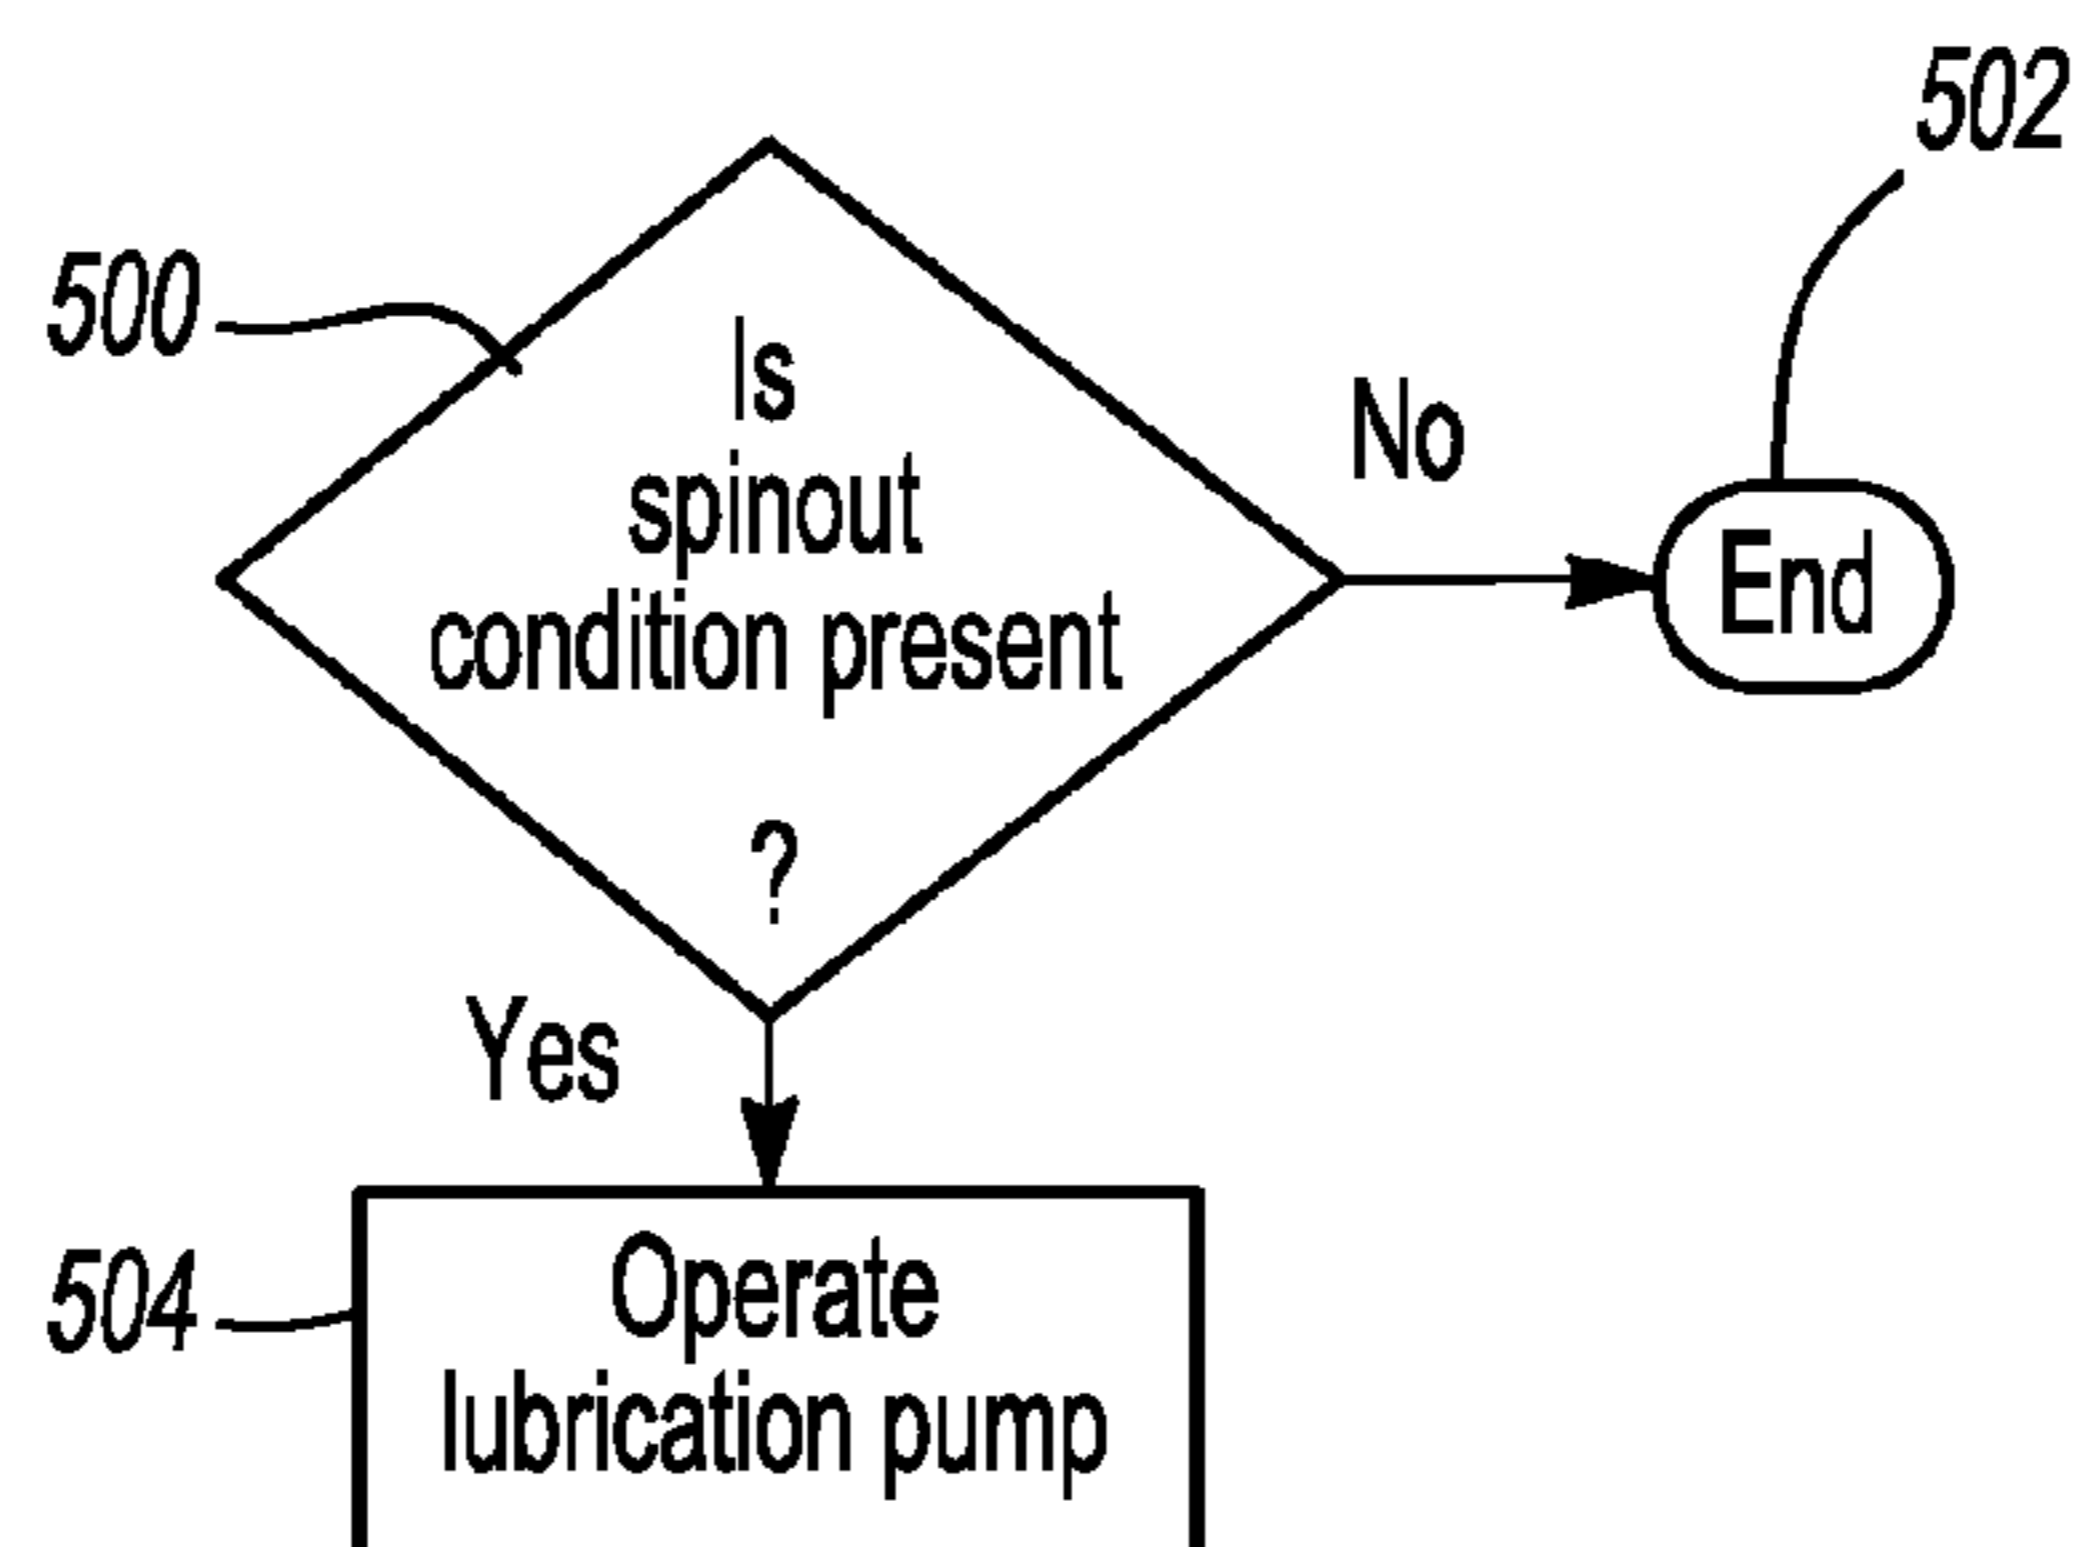 502
500
Is
spinout
condition present
?
No
End
Yes
504
Operate
lubrication pump